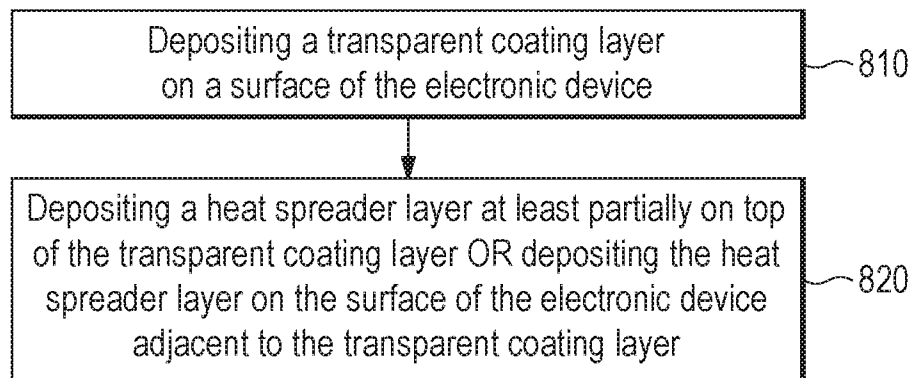 Depositing a transparent coating layer
on a surface of the electronic device
810
Depositing a heat spreader layer at least partially on top
of the transparent coating layer OR depositing the heat
spreader layer on the surface of the electronic device
adjacent to the transparent coating layer
820